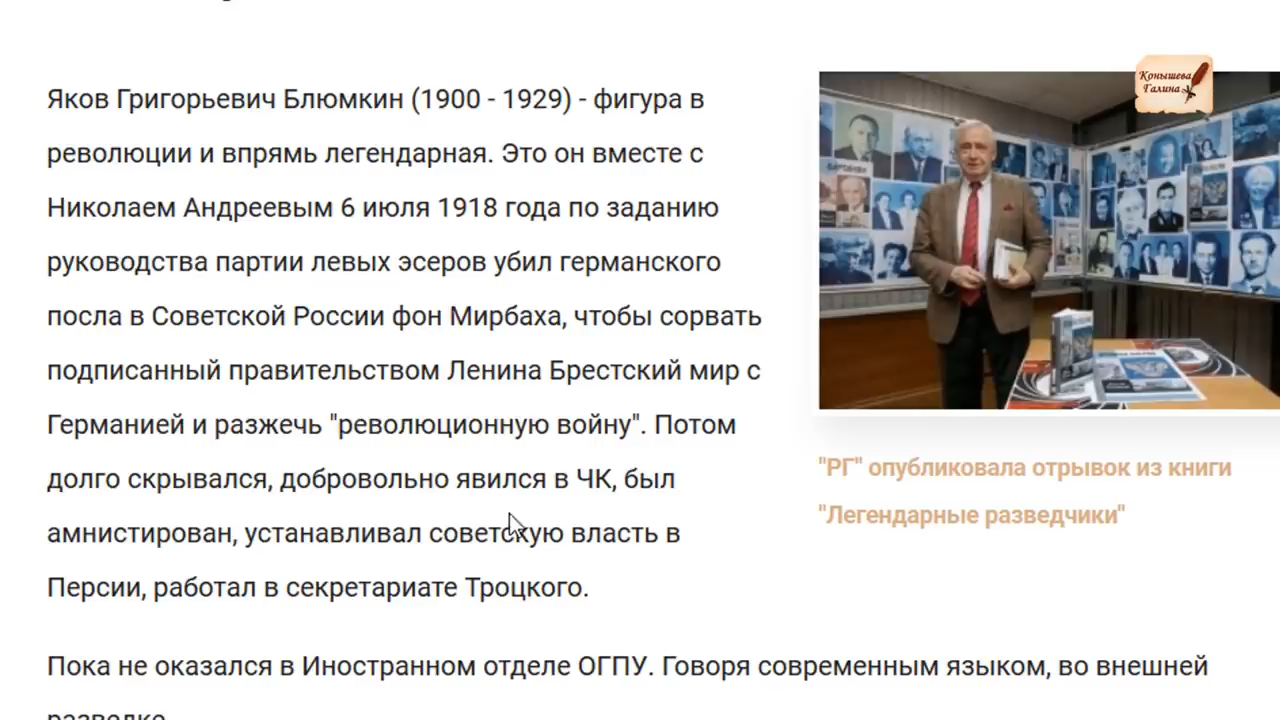 Конышева
Галина
Яков Григорьевич Блюмкин (1900 - 1929) - фигура в
революции и впрямь легендарная. Это он вместе с
Николаем Андреевым 6 июля 1918 года по заданию
руководства партии левых эсеров убил германского
посла в Советской России фон Мирбаха, чтобы сорвать
подписанный правительством Ленина Брестский мир с
Германией и разжечь "революционную войну". Потом
долго скрывался, добровольно явился в ЧК, был
амнистирован, устанавливал советскую власть в
Персии, работал в секретариате Троцкого.
"РГ" опубликовала отрывок из книги
"Легендарные разведчики"
Пока не оказался в Иностранном отделе ОГПУ. Говоря современным языком, во внешней
разведке.